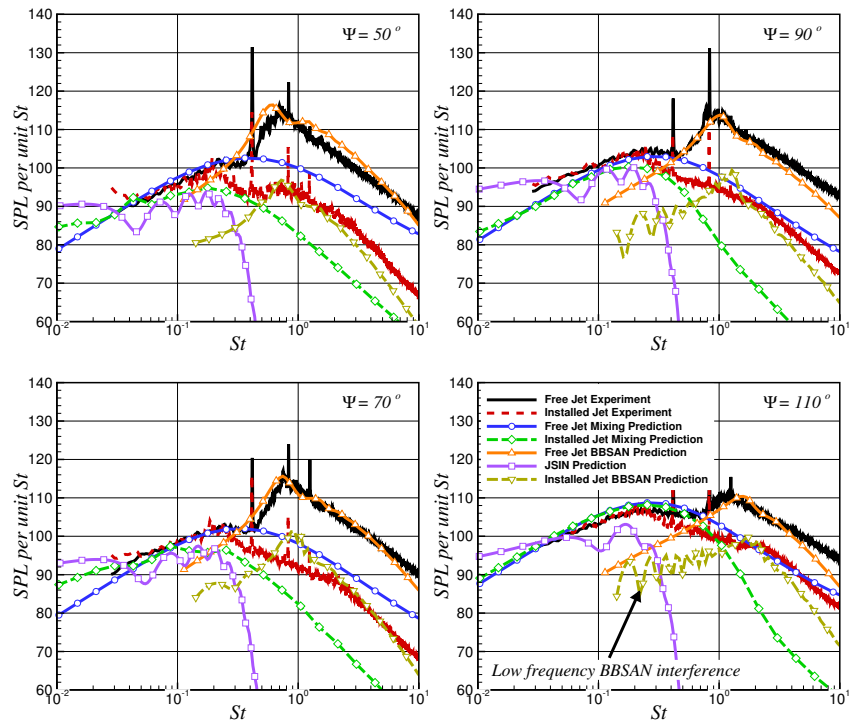 Ψ = 50°
SPL per unit St
140
130
120
110
100
90
80
70
60
10⁻² 10⁻¹ 10⁰ 10¹
St
Ψ = 90°
SPL per unit St
140
130
120
110
100
90
80
70
60
10⁻² 10⁻¹ 10⁰ 10¹
St
Ψ = 70°
SPL per unit St
140
130
120
110
100
90
80
70
60
10⁻² 10⁻¹ 10⁰ 10¹
St
Ψ = 110°
SPL per unit St
140
130
120
110
100
90
80
70
60
Free Jet Experiment
Installed Jet Experiment
Free Jet Mixing Prediction
Installed Jet Mixing Prediction
Free Jet BBSAN Prediction
JSIN Prediction
Installed Jet BBSAN Prediction
Low frequency BBSAN interference
10⁻² 10⁻¹ 10⁰ 10¹
St